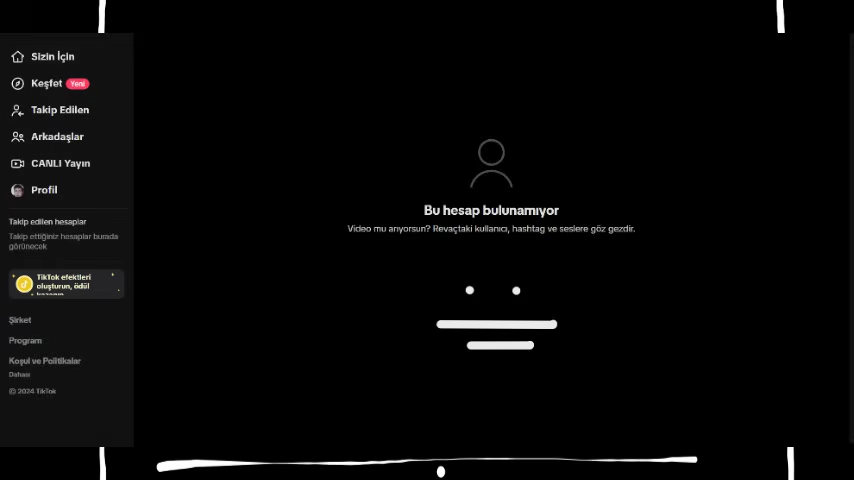 Sizin İçin
Keşfet Yeni
Takip Edilen
Arkadaşlar
CANLI Yayın
Profil
Takip edilen hesaplar
Takip ettiğiniz hesaplar burada
görünecek
TikTok efektleri
oluşturun, ödül
kazanın
Şirket
Program
Koşul ve Politikalar
Dahası
© 2024 TikTok
Bu hesap bulunamıyor
Video mu arıyorsun? Revaçtaki kullanıcı, hashtag ve seslere göz gezdir.